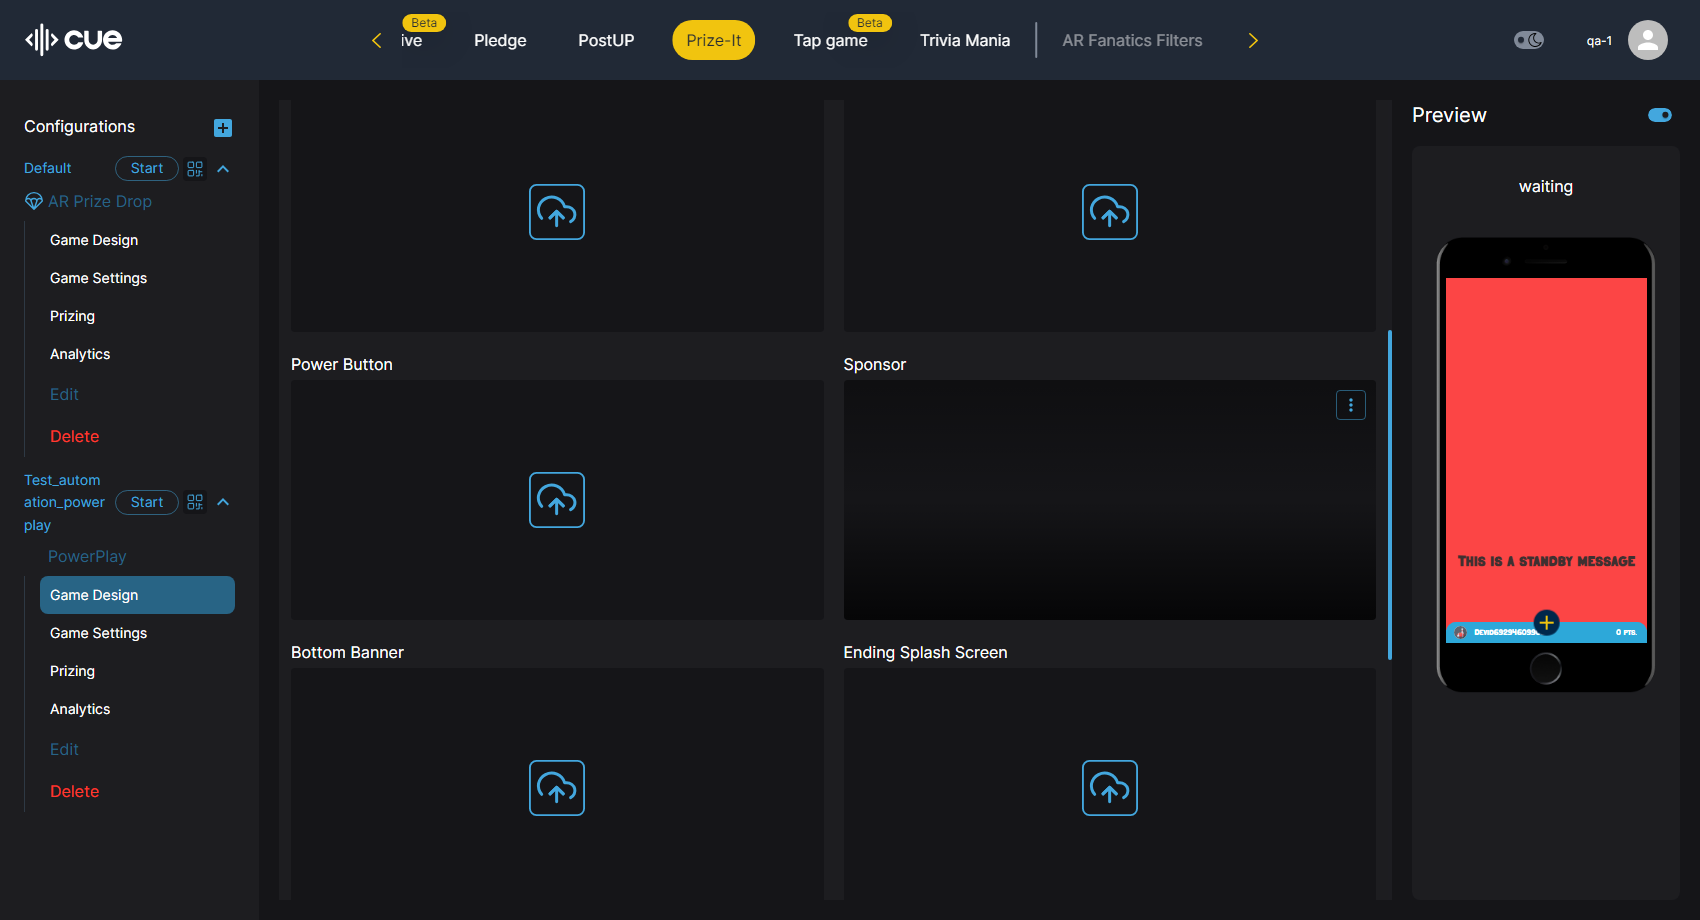 cue
Beta
ive
Pledge
PostUP
Prize-It
Beta
Tap game
Trivia Mania
AR Fanatics Filters
qa-1
Configurations
Default
Start
AR Prize Drop
Game Design
Game Settings
Prizing
Analytics
Edit
Delete
Test_autom
ation_power
play
Start
PowerPlay
Game Design
Game Settings
Prizing
Analytics
Edit
Delete
Power Button
Sponsor
Bottom Banner
Ending Splash Screen
Preview
waiting
This is a standby message
0 pts.